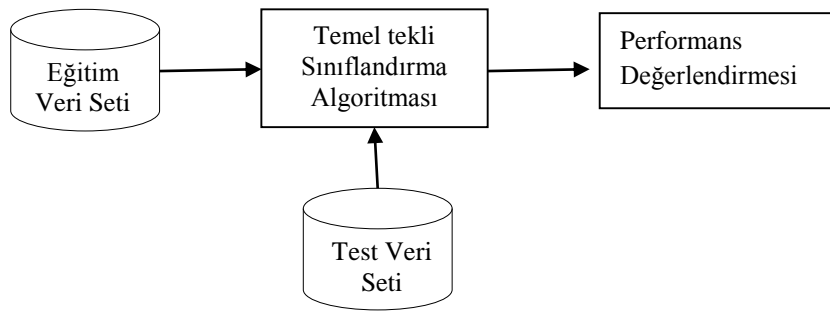 Eğitim
Veri Seti
Temel tekli
Sınıflandırma
Algoritması
Performans
Değerlendirmesi
Test Veri
Seti